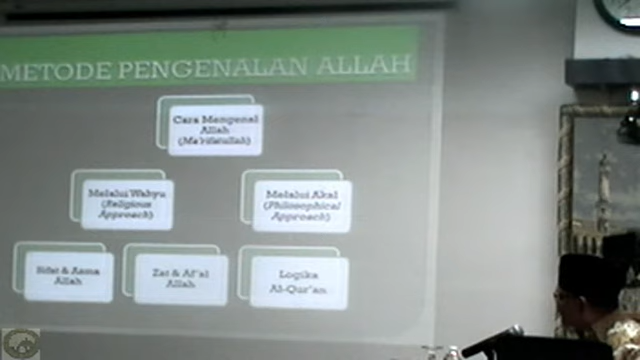 METODE PENGENALAN ALLAH
Cara Mengenal
Allah
(Ma'rifatullah)
Melalui Wahyu
(Religious
Approach)
Melalui Akal
(Philosophical
Approach)
Sifat & Asma
Allah
Zat & Af'al
Allah
Logika
Al-Qur'an